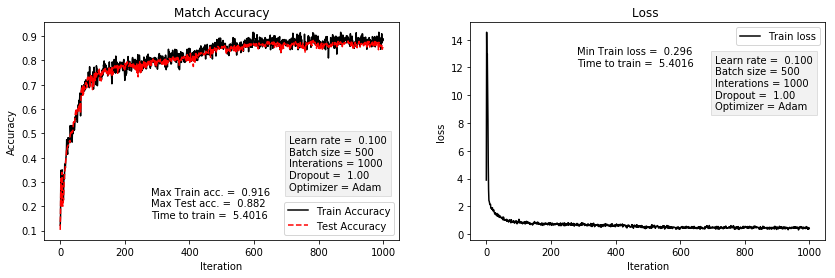 Match Accuracy
0.9
0.8
0.7
0.6
0.5
0.4
0.3
0.2
0.1
Accuracy
Learn rate = 0.100
Batch size = 500
Interations = 1000
Dropout = 1.00
Optimizer = Adam
Max Train acc. = 0.916
Max Test acc. = 0.882
Time to train = 5.4016
Train Accuracy
Test Accuracy
0 200 400 600 800 1000
Iteration
Loss
14
12
10
8
6
4
2
0
loss
Train loss
Min Train loss = 0.296
Time to train = 5.4016
Learn rate = 0.100
Batch size = 500
Interations = 1000
Dropout = 1.00
Optimizer = Adam
0 200 400 600 800 1000
Iteration